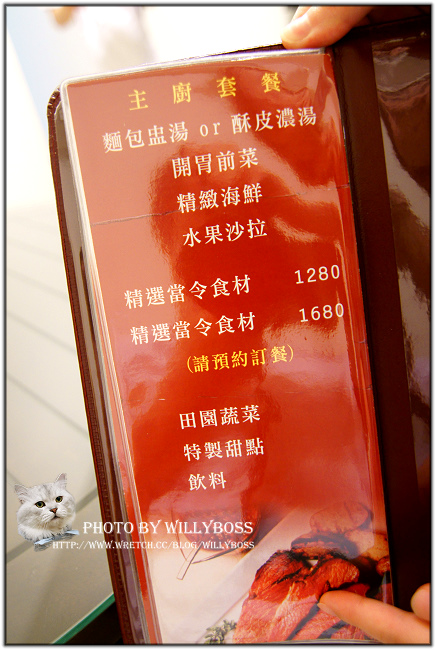 主廚套餐
麵包盅湯 or 酥皮濃湯
開胃前菜
精緻海鮮
水果沙拉
精選當令食材 1280
精選當令食材 1680
(請預約訂餐)
田園蔬菜
特製甜點
飲料
PHOTO BY WILLYBOSS
HTTP://WWW.WRETCH.CC/BLOG/WILLYBOSS